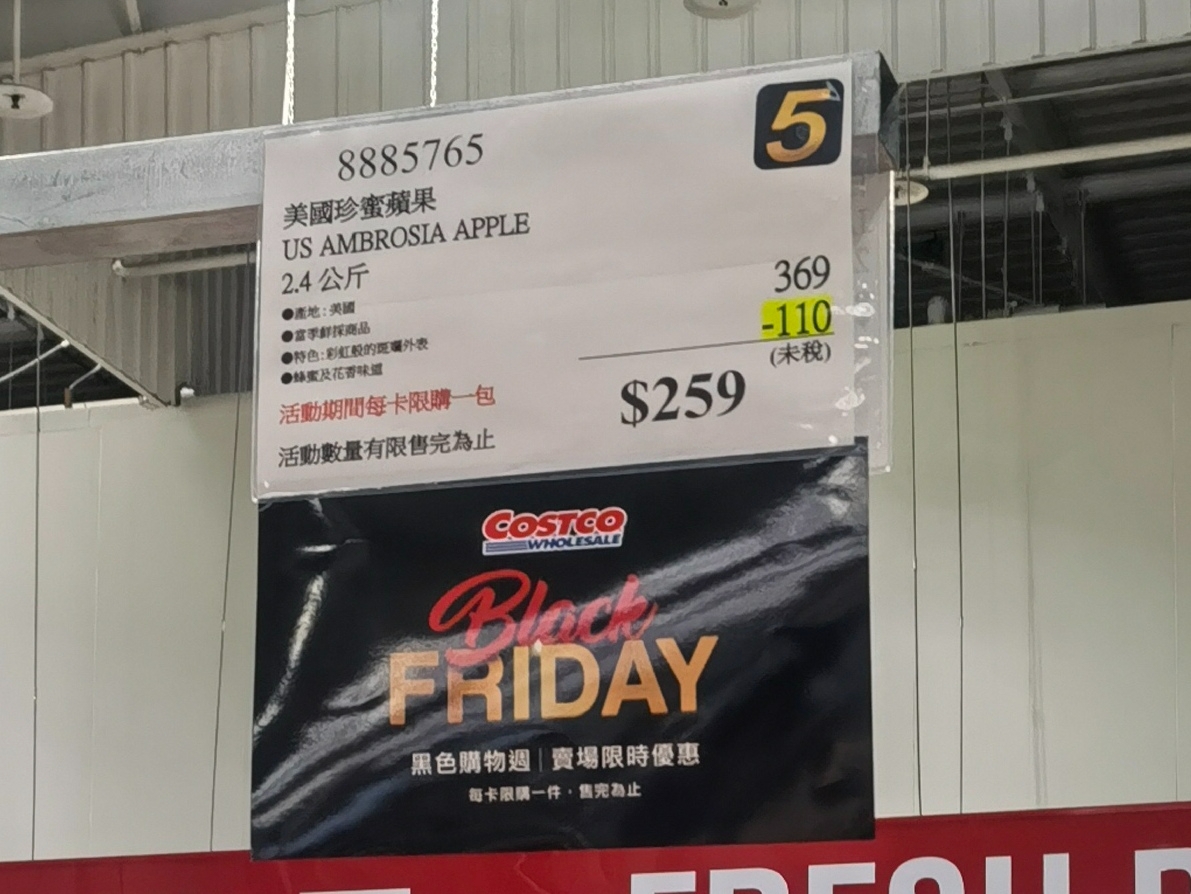 5
8885765
美國珍蜜蘋果
US AMBROSIA APPLE
2.4 公斤
369
●產地:美國
-110
●當季鮮採商品
●特色:彩虹般的斑斕外表
(未稅)
●蜂蜜及花香味道
$259
活動期間每卡限購一包
活動數量有限售完為止
COSTCO
WHOLESALE
Black
FRIDAY
黑色購物週｜賣場限時優惠
每卡限購一件・售完為止
FRESH